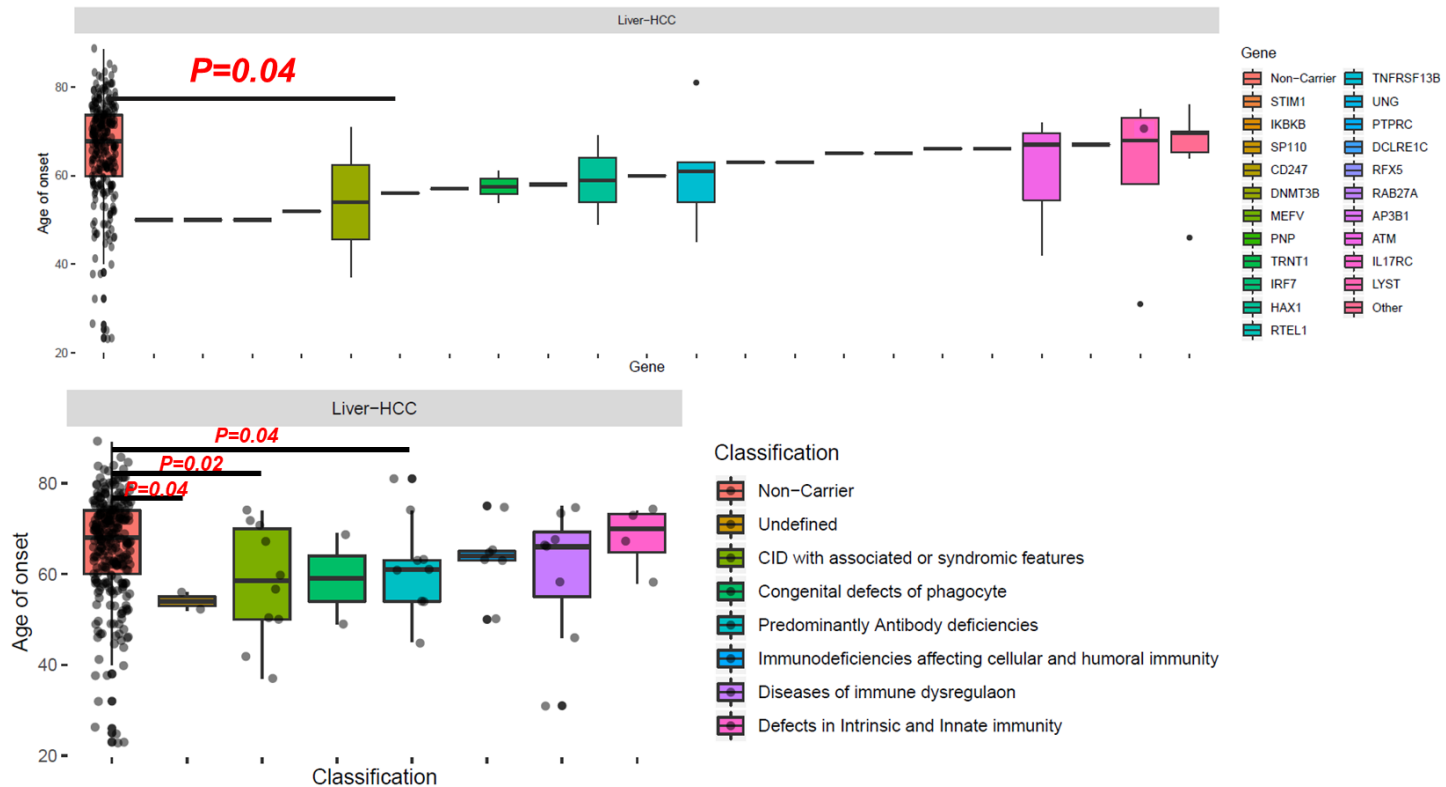 Liver-HCC
P=0.04
Age of onset
80
60
40
20
Gene
Gene
Non-Carrier
STIM1
IKBKB
SP110
CD247
DNMT3B
MEFV
PNP
TRNT1
IRF7
HAX1
RTEL1
TNFRSF13B
UNG
PTPRC
DCLRE1C
RFX5
RAB27A
AP3B1
ATM
IL17RC
LYST
Other
Liver-HCC
P=0.04
P=0.02
P=0.04
Age of onset
80
60
40
20
Classification
Classification
Non-Carrier
Undefined
CID with associated or syndromic features
Congenital defects of phagocyte
Predominantly Antibody deficiencies
Immunodeficiencies affecting cellular and humoral immunity
Diseases of immune dysregulaon
Defects in Intrinsic and Innate immunity